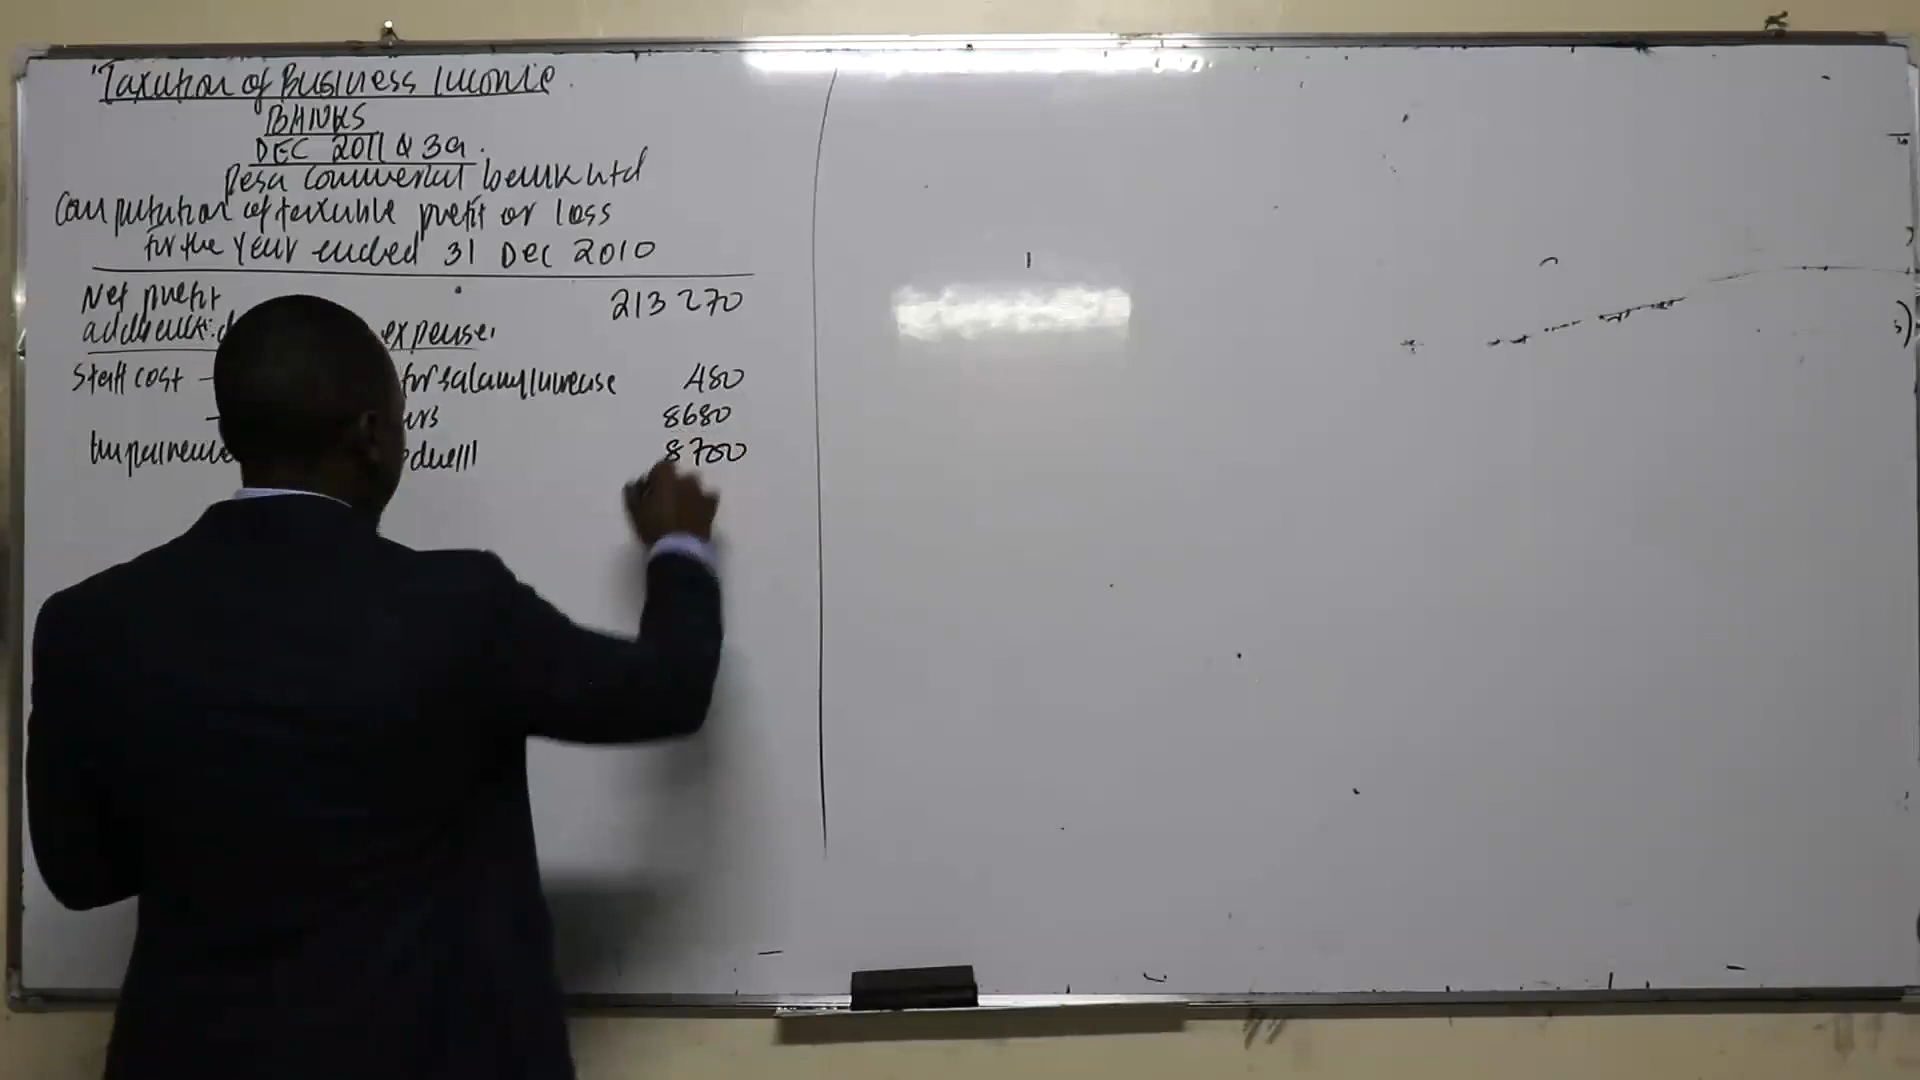 Taxation of Business Income
BANKS
DEC 2011 Q 3a.
Pesa Commercial bank Ltd
Computation of taxable profit or loss
for the Year ended 31 Dec 2010
Net profit 213 270
expense
Staff cost - for salary increase 480
8680
8700